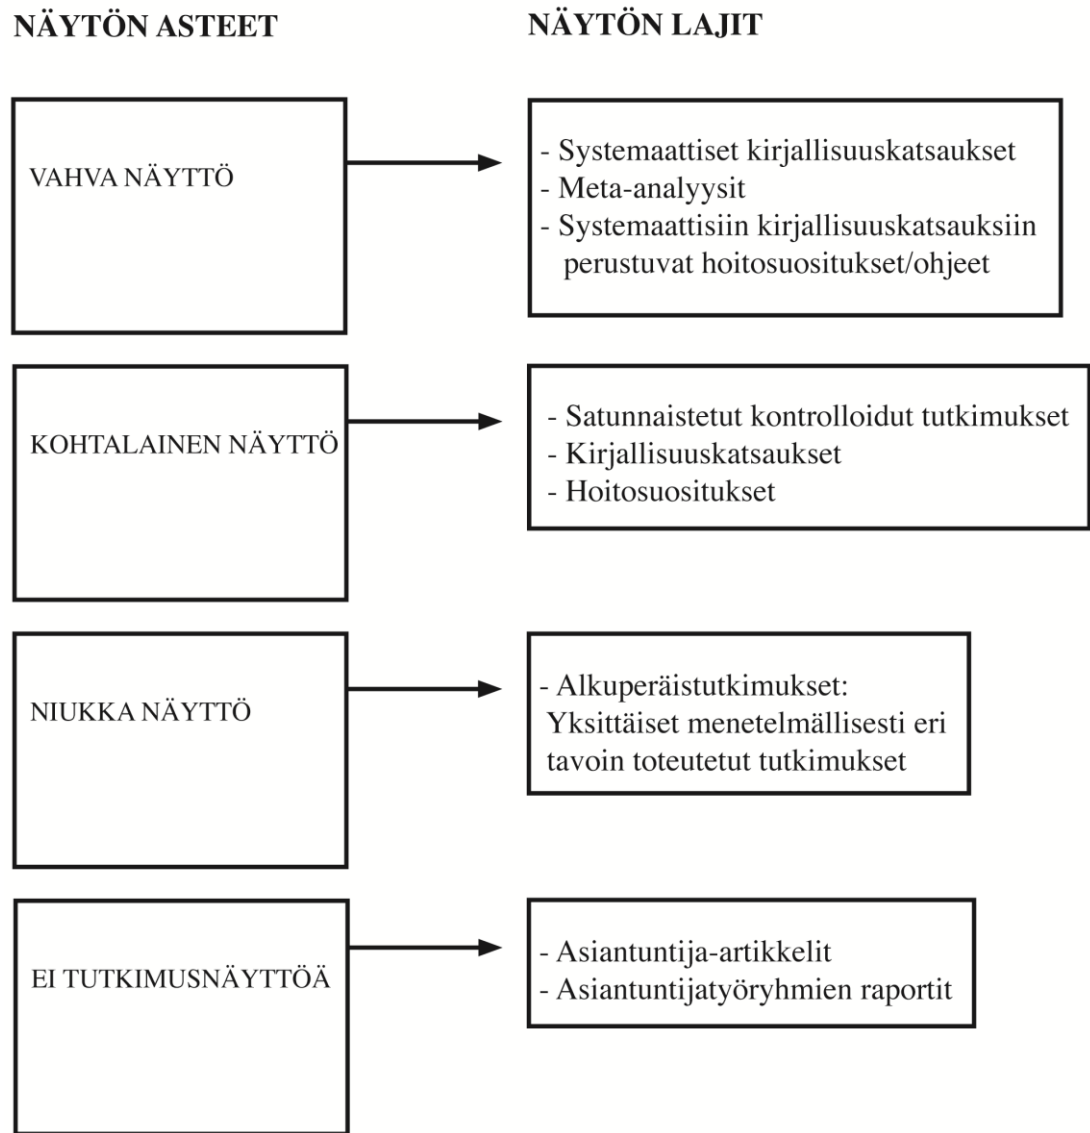 NÄYTÖN ASTEET
NÄYTÖN LAJIT
VAHVA NÄYTTÖ
- Systemaattiset kirjallisuuskatsaukset
- Meta-analyysit
- Systemaattisiin kirjallisuuskatsauksiin
perustuvat hoitosuositukset/ohjeet
KOHTALAINEN NÄYTTÖ
- Satunnaistetut kontrolloidut tutkimukset
- Kirjallisuuskatsaukset
- Hoitosuositukset
NIUKKA NÄYTTÖ
- Alkuperäistutkimukset:
Yksittäiset menetelmällisesti eri
tavoin toteutetut tutkimukset
EI TUTKIMUSNÄYTTÖÄ
- Asiantuntija-artikkelit
- Asiantuntijatyöryhmien raportit